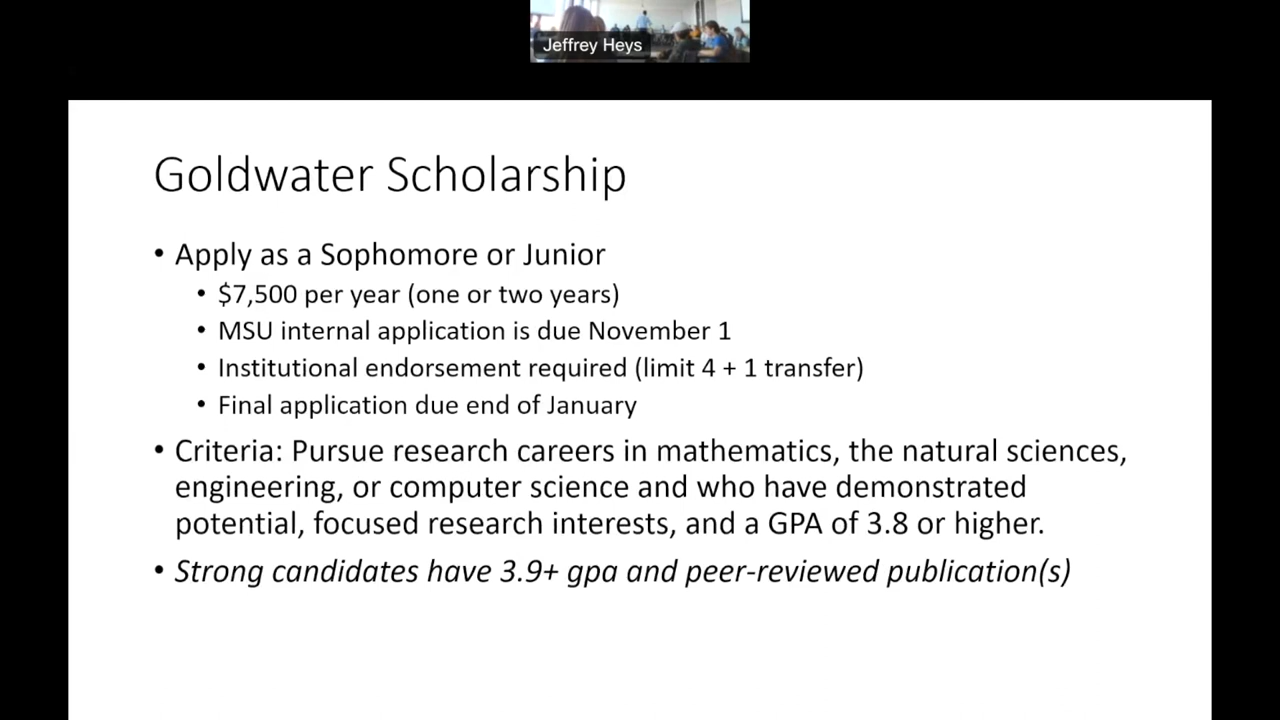 Jeffrey Heys
Goldwater Scholarship
• Apply as a Sophomore or Junior
• $7,500 per year (one or two years)
• MSU internal application is due November 1
• Institutional endorsement required (limit 4 + 1 transfer)
• Final application due end of January
• Criteria: Pursue research careers in mathematics, the natural sciences,
engineering, or computer science and who have demonstrated
potential, focused research interests, and a GPA of 3.8 or higher.
• Strong candidates have 3.9+ gpa and peer-reviewed publication(s)